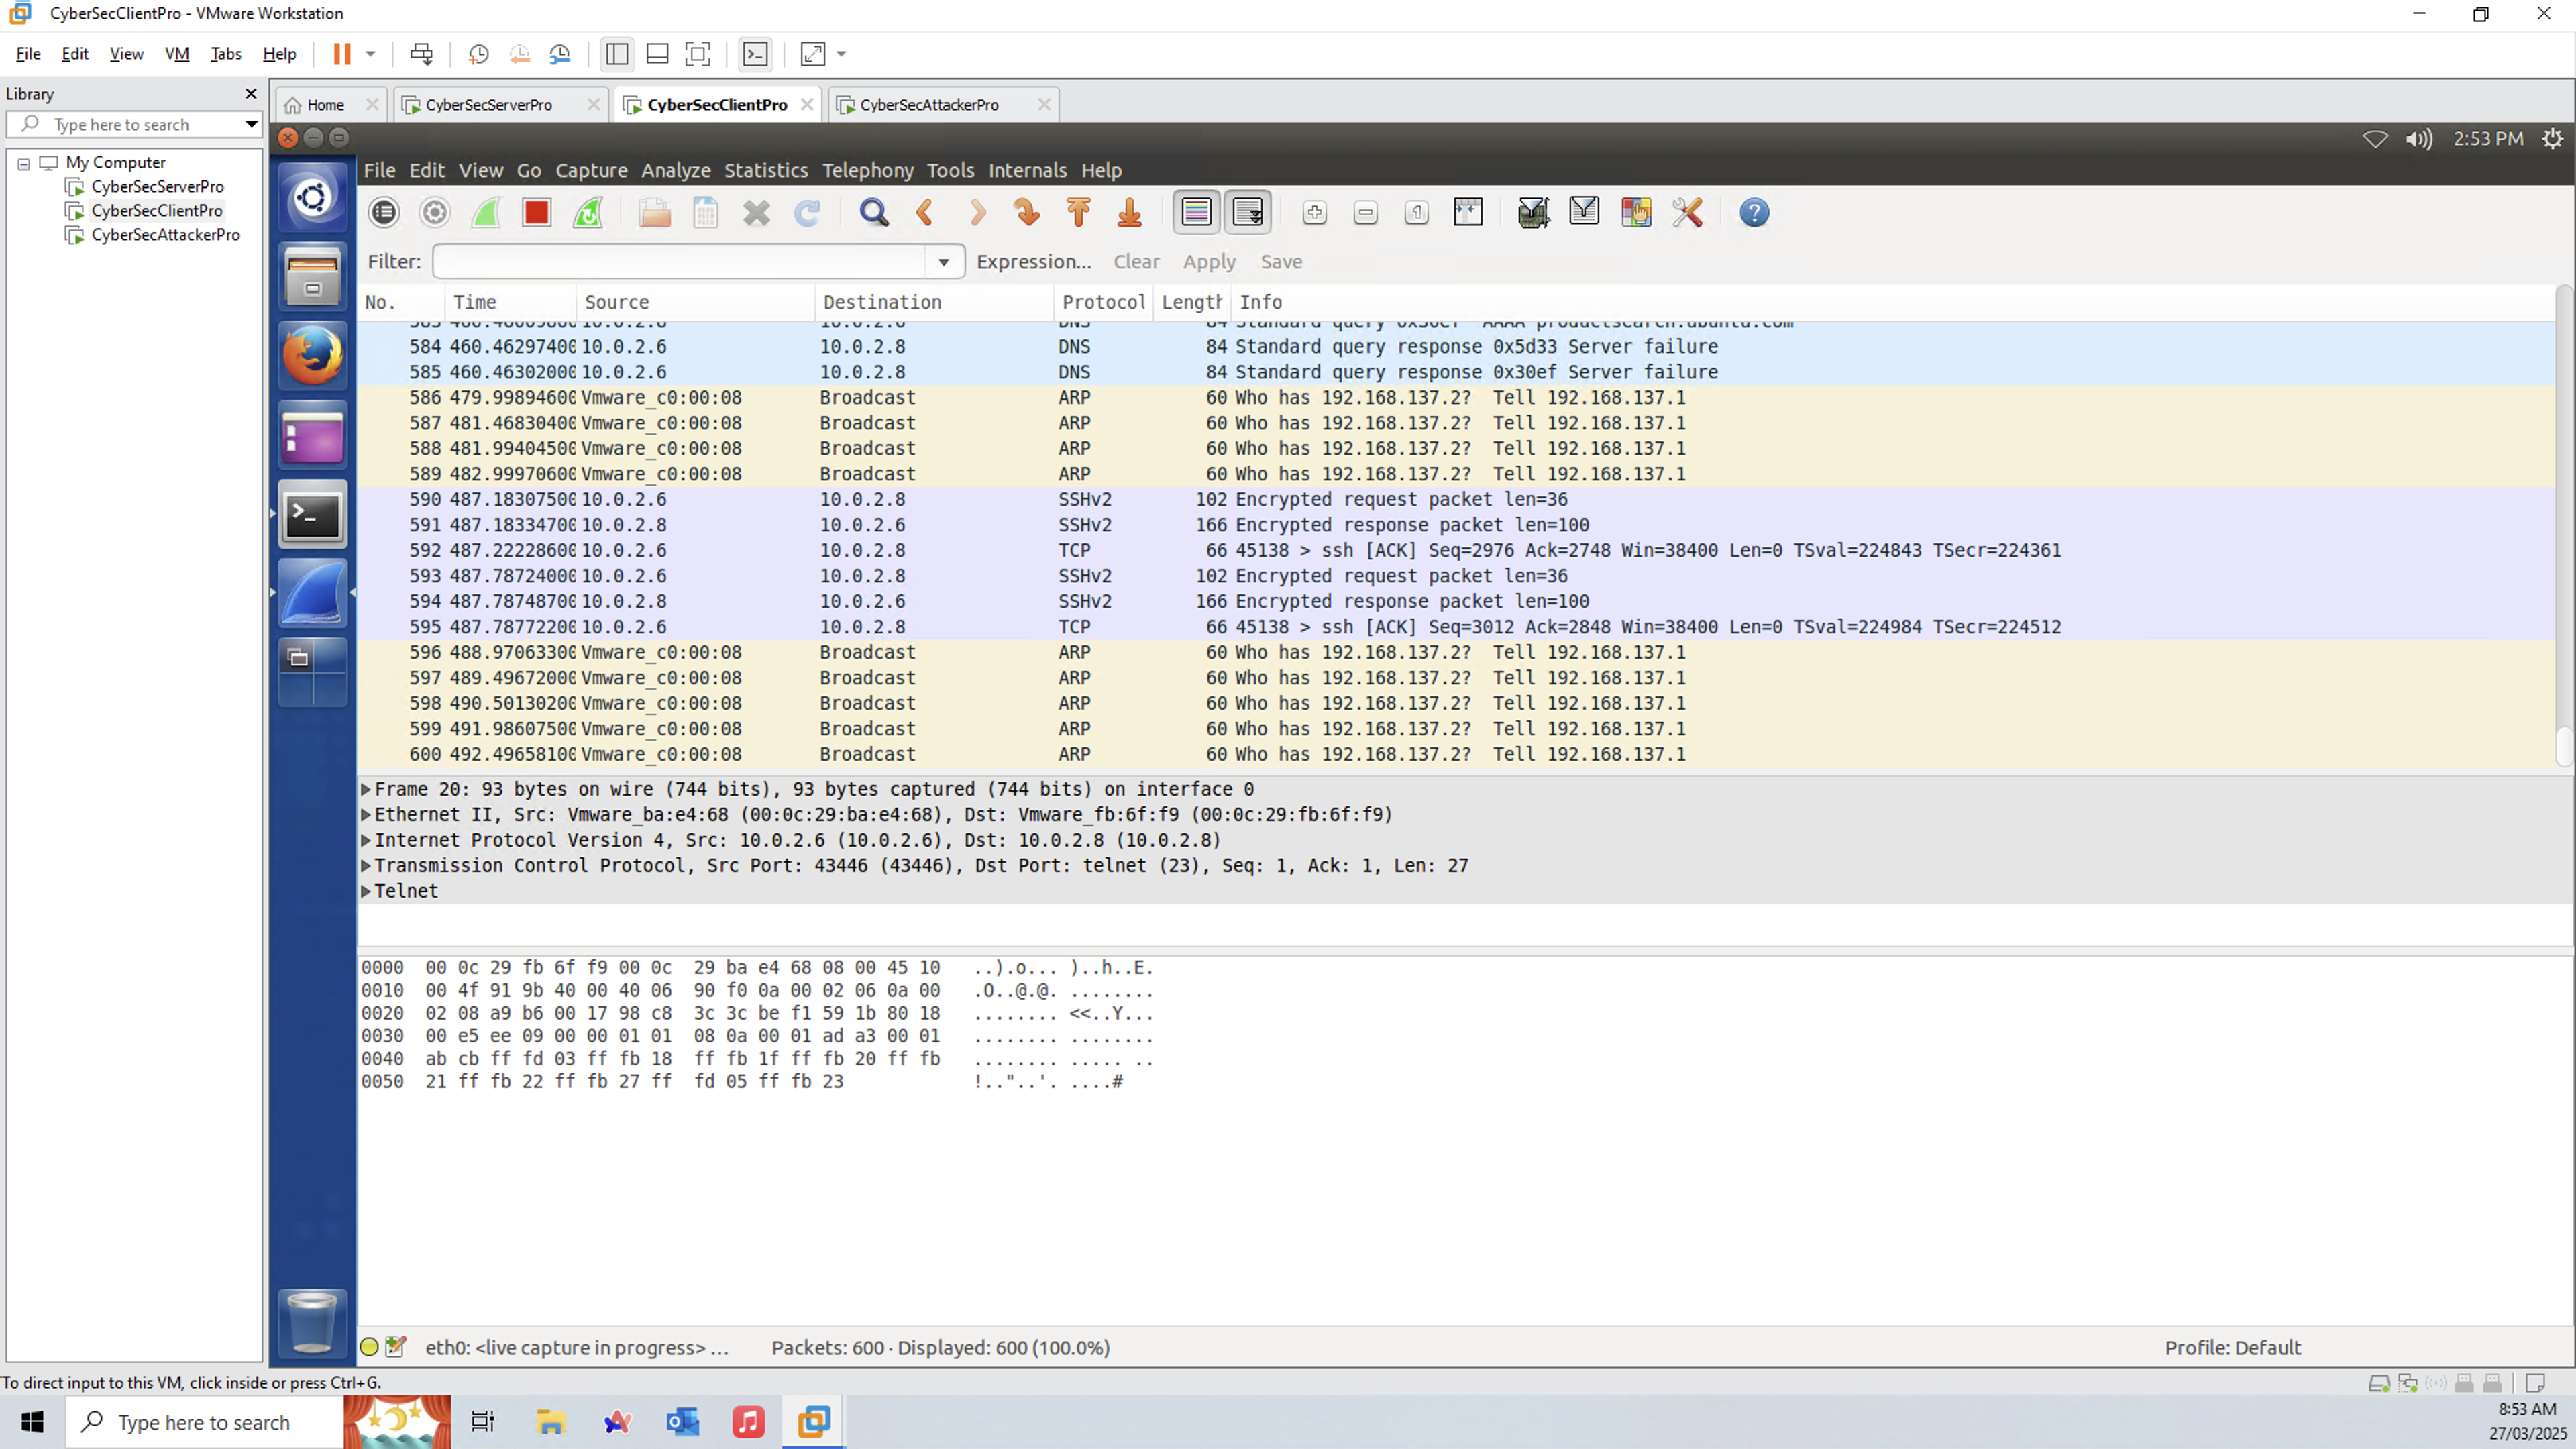 CyberSecClientPro - VMware Workstation
File Edit View VM Tabs Help
Library
Type here to search
My Computer
CyberSecServerPro
CyberSecClientPro
CyberSecAttackerPro
Home CyberSecServerPro CyberSecClientPro CyberSecAttackerPro
2:53 PM
File Edit View Go Capture Analyze Statistics Telephony Tools Internals Help
Filter: Expression... Clear Apply Save
No. Time Source Destination Protocol Length Info
584 460.46297400 10.0.2.6 10.0.2.8 DNS 84 Standard query response 0x5d33 Server failure
585 460.46302000 10.0.2.6 10.0.2.8 DNS 84 Standard query response 0x30ef Server failure
586 479.99894600 Vmware_c0:00:08 Broadcast ARP 60 Who has 192.168.137.2? Tell 192.168.137.1
587 481.46830400 Vmware_c0:00:08 Broadcast ARP 60 Who has 192.168.137.2? Tell 192.168.137.1
588 481.99404500 Vmware_c0:00:08 Broadcast ARP 60 Who has 192.168.137.2? Tell 192.168.137.1
589 482.99970600 Vmware_c0:00:08 Broadcast ARP 60 Who has 192.168.137.2? Tell 192.168.137.1
590 487.18307500 10.0.2.6 10.0.2.8 SSHv2 102 Encrypted request packet len=36
591 487.18334700 10.0.2.8 10.0.2.6 SSHv2 166 Encrypted response packet len=100
592 487.22228600 10.0.2.6 10.0.2.8 TCP 66 45138 > ssh [ACK] Seq=2976 Ack=2748 Win=38400 Len=0 TSval=224843 TSecr=224361
593 487.78724000 10.0.2.6 10.0.2.8 SSHv2 102 Encrypted request packet len=36
594 487.78748700 10.0.2.8 10.0.2.6 SSHv2 166 Encrypted response packet len=100
595 487.78772200 10.0.2.6 10.0.2.8 TCP 66 45138 > ssh [ACK] Seq=3012 Ack=2848 Win=38400 Len=0 TSval=224984 TSecr=224512
596 488.97063300 Vmware_c0:00:08 Broadcast ARP 60 Who has 192.168.137.2? Tell 192.168.137.1
597 489.49672000 Vmware_c0:00:08 Broadcast ARP 60 Who has 192.168.137.2? Tell 192.168.137.1
598 490.50130200 Vmware_c0:00:08 Broadcast ARP 60 Who has 192.168.137.2? Tell 192.168.137.1
599 491.98607500 Vmware_c0:00:08 Broadcast ARP 60 Who has 192.168.137.2? Tell 192.168.137.1
600 492.49658100 Vmware_c0:00:08 Broadcast ARP 60 Who has 192.168.137.2? Tell 192.168.137.1
Frame 20: 93 bytes on wire (744 bits), 93 bytes captured (744 bits) on interface 0
Ethernet II, Src: Vmware_ba:e4:68 (00:0c:29:ba:e4:68), Dst: Vmware_fb:6f:f9 (00:0c:29:fb:6f:f9)
Internet Protocol Version 4, Src: 10.0.2.6 (10.0.2.6), Dst: 10.0.2.8 (10.0.2.8)
Transmission Control Protocol, Src Port: 43446 (43446), Dst Port: telnet (23), Seq: 1, Ack: 1, Len: 27
Telnet
0000 00 0c 29 fb 6f f9 00 0c 29 ba e4 68 08 00 45 10 ..).o... )..h..E.
0010 00 4f 91 9b 40 00 40 06 90 f0 0a 00 02 06 0a 00 .O..@.@. ........
0020 02 08 a9 b6 00 17 98 c8 3c 3c be f1 59 1b 80 18 ........ <<..Y...
0030 00 e5 ee 09 00 00 01 01 08 0a 00 01 ad a3 00 01 ........ ........
0040 ab cb ff fd 03 ff fb 18 ff fb 1f ff fb 20 ff fb ........ ..... ..
0050 21 ff fb 22 ff fb 27 ff fd 05 ff fb 23 !.."..'. ....#
eth0: <live capture in progress> ... Packets: 600 · Displayed: 600 (100.0%) Profile: Default
To direct input to this VM, click inside or press Ctrl+G.
Type here to search
8:53 AM
27/03/2025